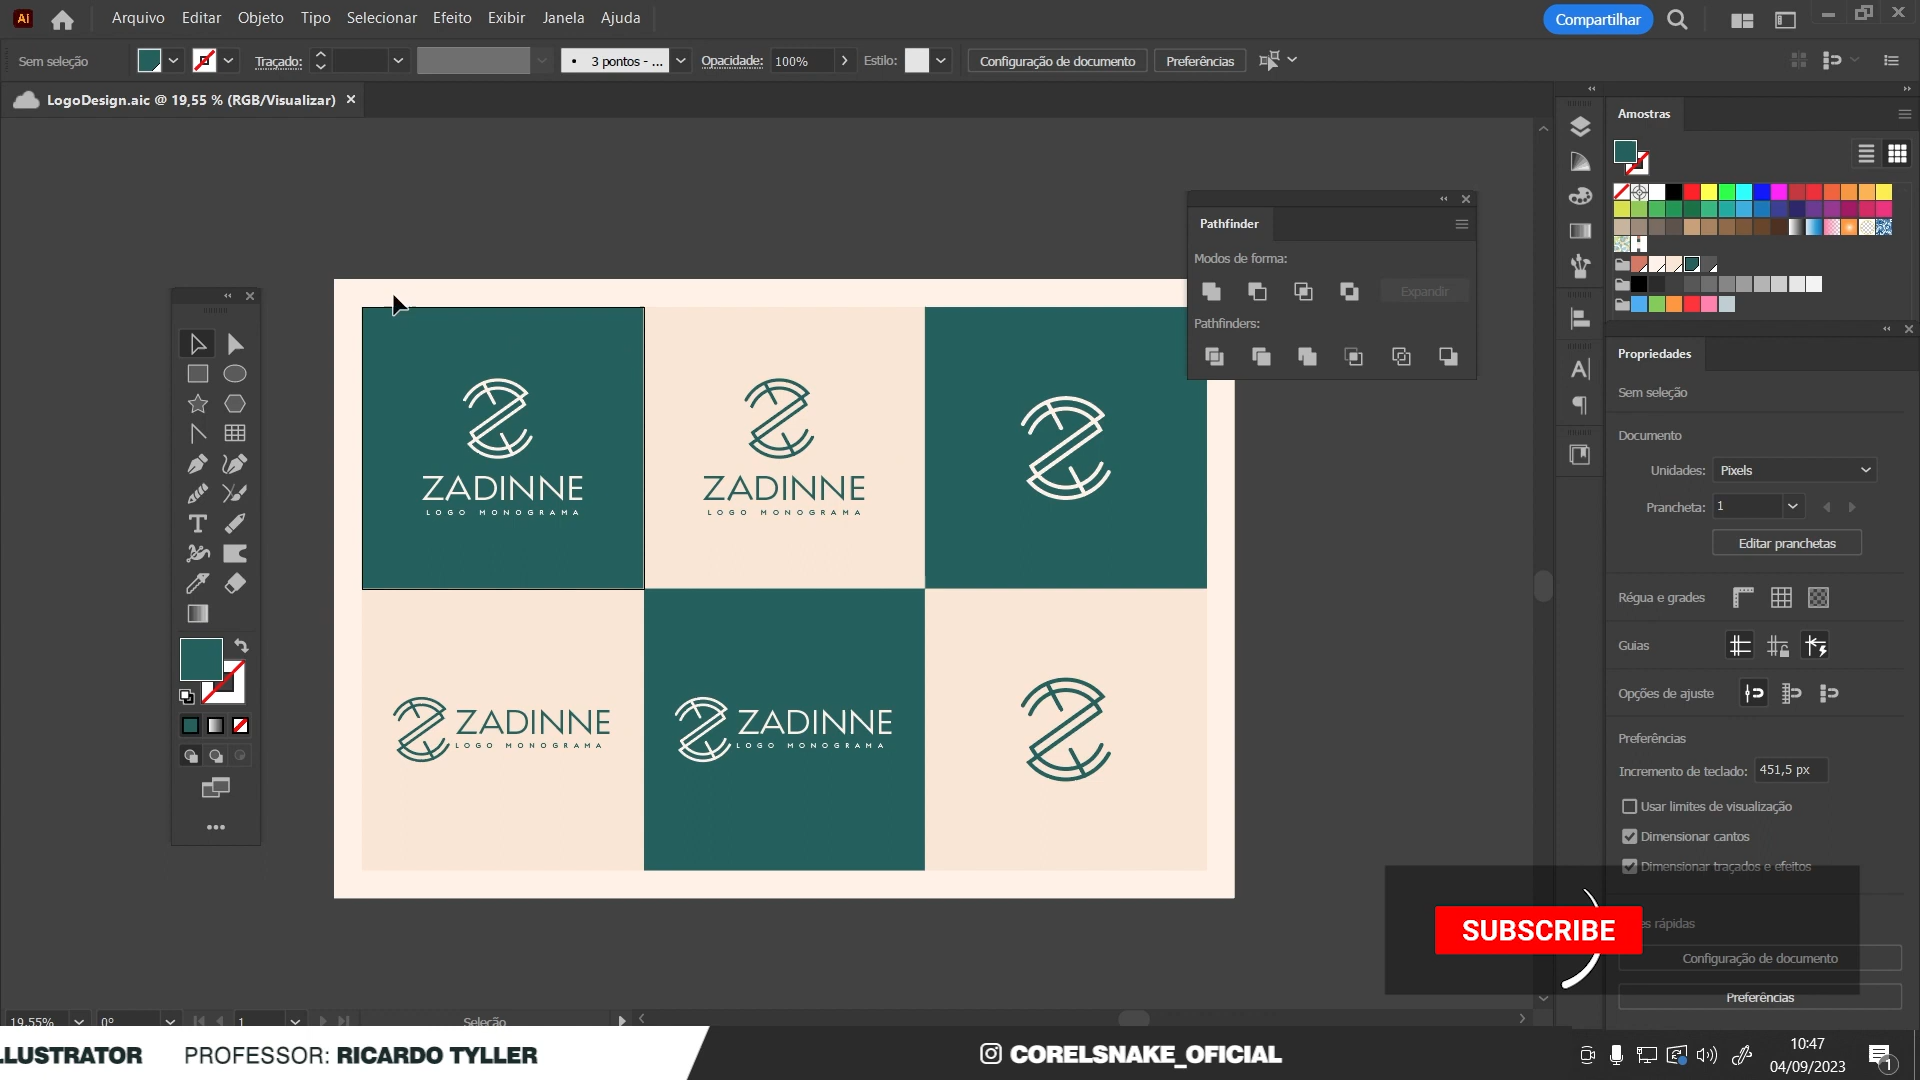 Ai
Arquivo Editar Objeto Tipo Selecionar Efeito Exibir Janela Ajuda
Compartilhar
Sem seleção
Traçado:
3 pontos - ...
Opacidade:
100%
Estilo:
Configuração de documento
Preferências
LogoDesign.aic @ 19,55 % (RGB/Visualizar)
Amostras
Pathfinder
Modos de forma:
Expandir
Pathfinders:
Propriedades
Sem seleção
Documento
Unidades: Pixels
Prancheta: 1
Editar pranchetas
Régua e grades
Guias
Opções de ajuste
Preferências
Incremento de teclado: 451,5 px
Usar limites de visualização
Dimensionar cantos
Dimensionar traçados e efeitos
es rápidas
Configuração de documento
Preferências
ZADINNE
LOGO MONOGRAMA
ZADINNE
LOGO MONOGRAMA
ZADINNE
LOGO MONOGRAMA
ZADINNE
LOGO MONOGRAMA
SUBSCRIBE
19,55%
0°
1
Seleção
LLUSTRATOR
PROFESSOR: RICARDO TYLLER
CORELSNAKE_OFICIAL
10:47
04/09/2023
1